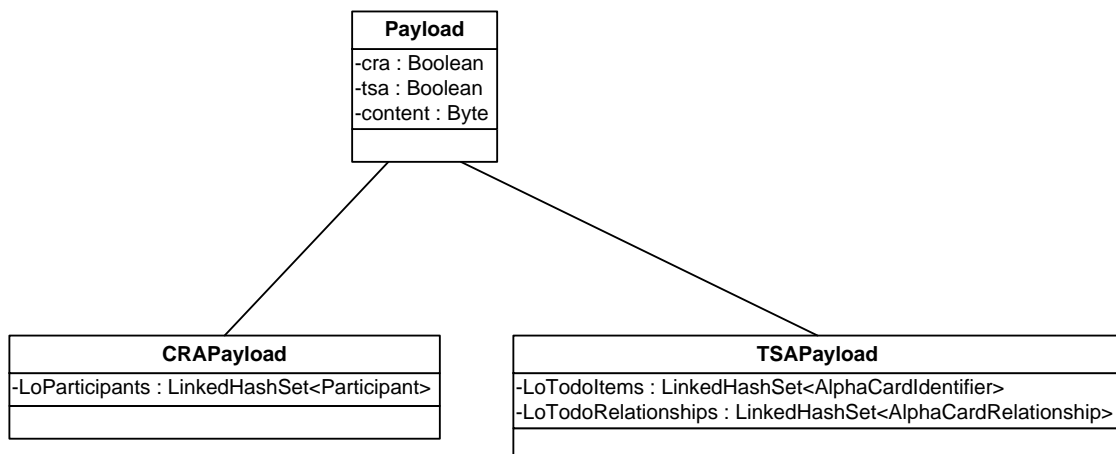 Payload
-cra : Boolean
-tsa : Boolean
-content : Byte
CRAPayload
-LoParticipants : LinkedHashSet<Participant>
TSAPayload
-LoTodoItems : LinkedHashSet<AlphaCardIdentifier>
-LoTodoRelationships : LinkedHashSet<AlphaCardRelationship>